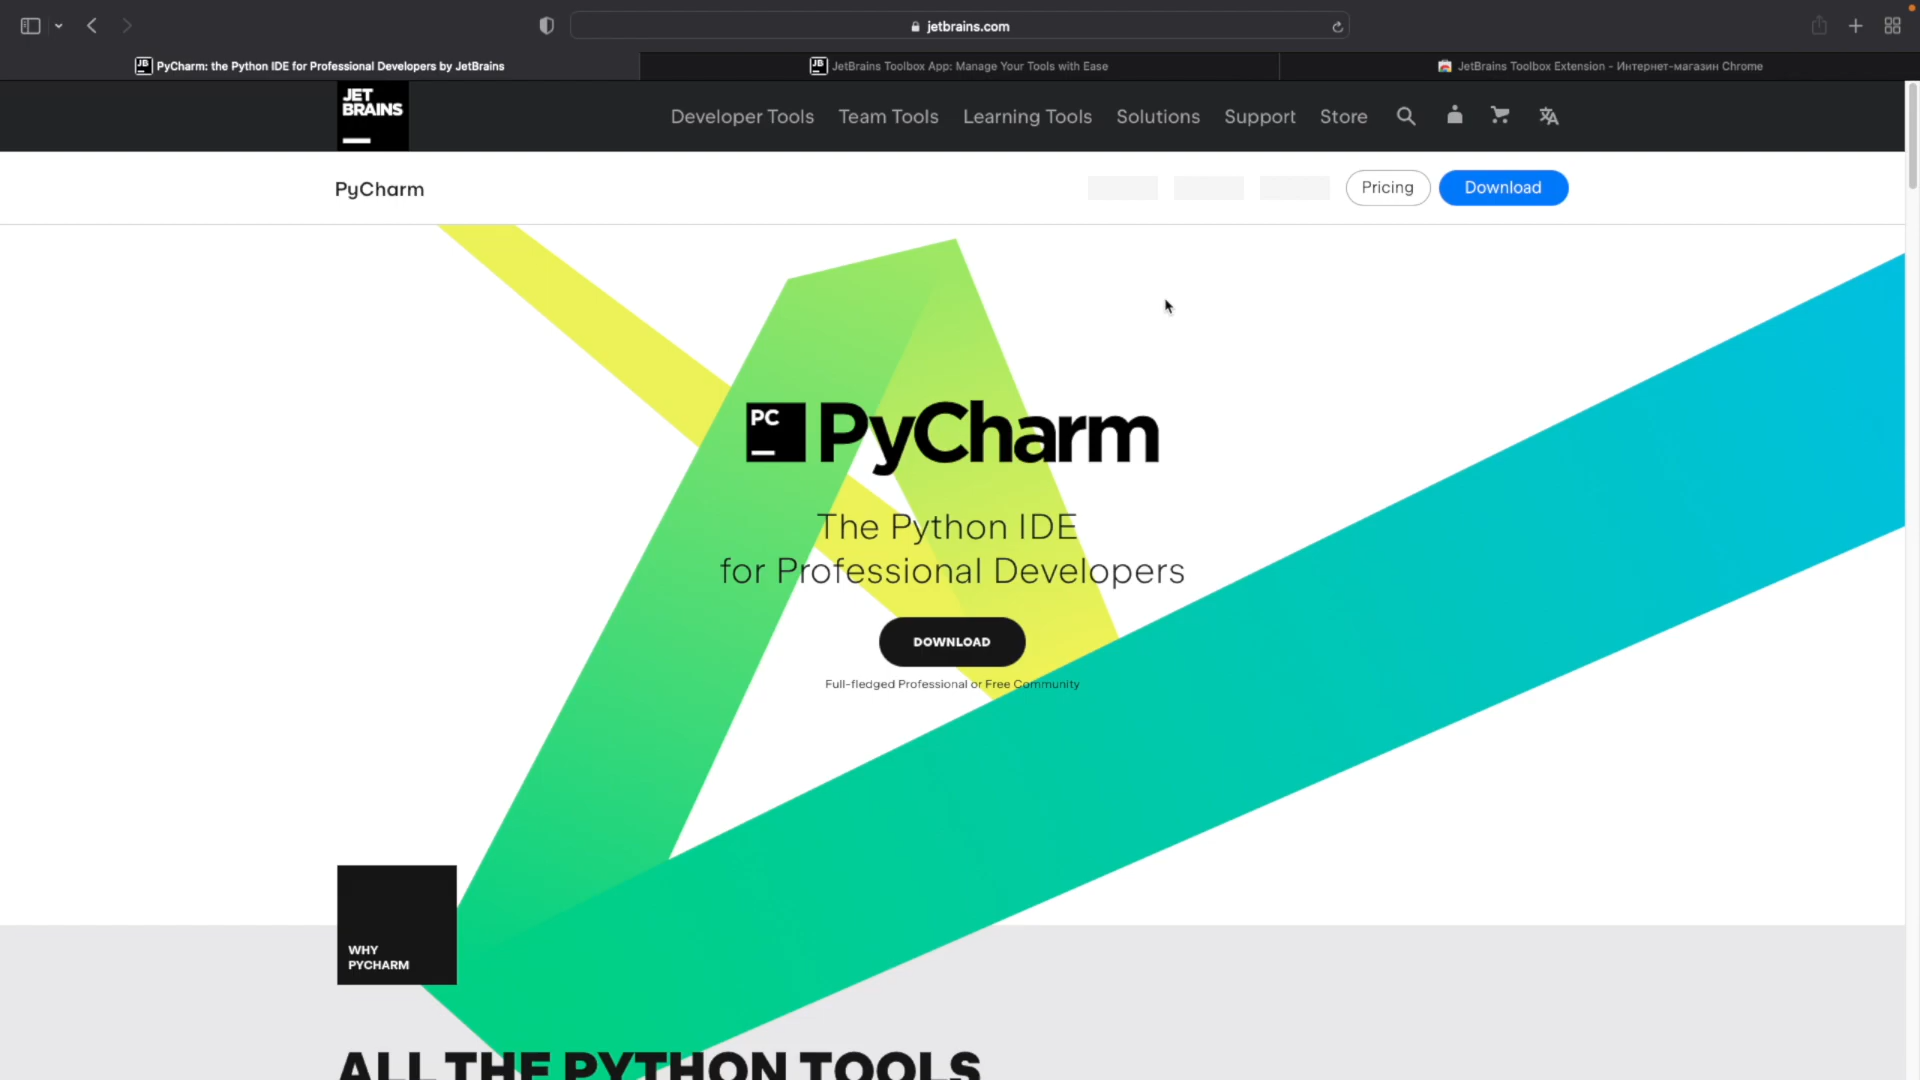 jetbrains.com
JB PyCharm: the Python IDE for Professional Developers by JetBrains
JB JetBrains Toolbox App: Manage Your Tools with Ease
JetBrains Toolbox Extension - Интернет-магазин Chrome
JET
BRAINS
Developer Tools
Team Tools
Learning Tools
Solutions
Support
Store
PyCharm
Pricing
Download
PC PyCharm
The Python IDE
for Professional Developers
DOWNLOAD
Full-fledged Professional or Free Community
WHY
PYCHARM
ALL THE PYTHON TOOLS